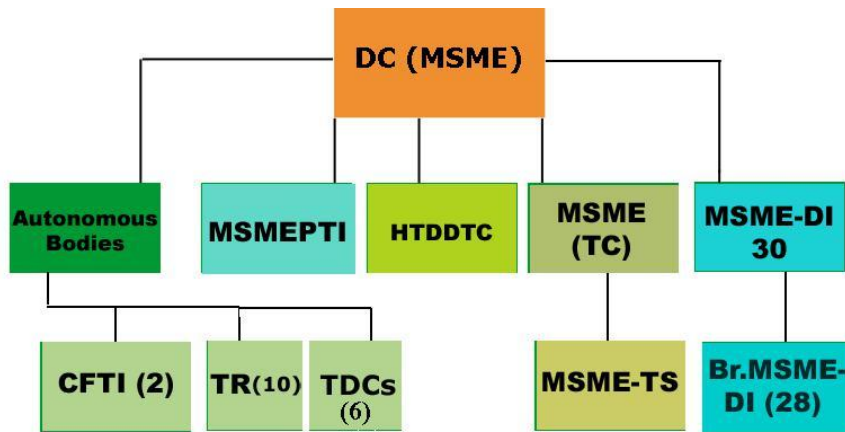 DC (MSME)
Autonomous
Bodies
MSMEPTI
HTDDTC
MSME
(TC)
MSME-DI
30
CFTI (2)
TR(10)
TDCs
(6)
MSME-TS
Br.MSME-
DI (28)